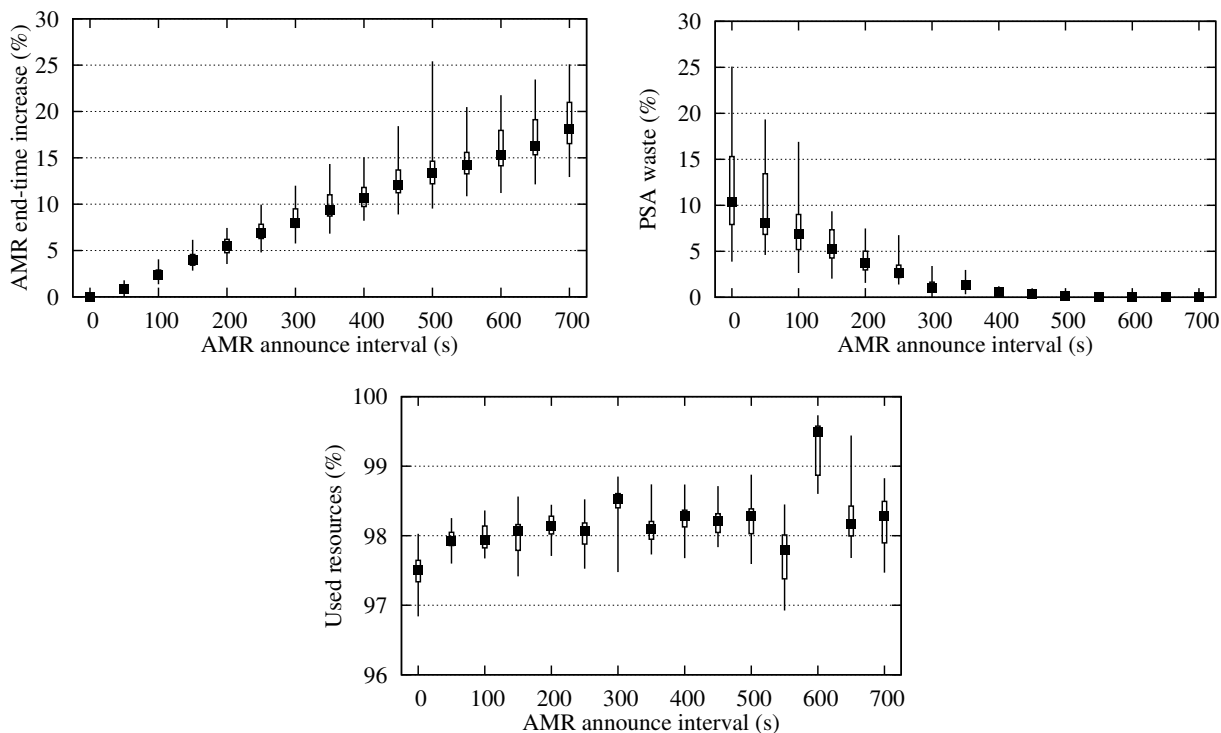 AMR end-time increase (%)
30
25
20
15
10
5
0
0 100 200 300 400 500 600 700
AMR announce interval (s)
PSA waste (%)
30
25
20
15
10
5
0
0 100 200 300 400 500 600 700
AMR announce interval (s)
Used resources (%)
100
99
98
97
96
0 100 200 300 400 500 600 700
AMR announce interval (s)